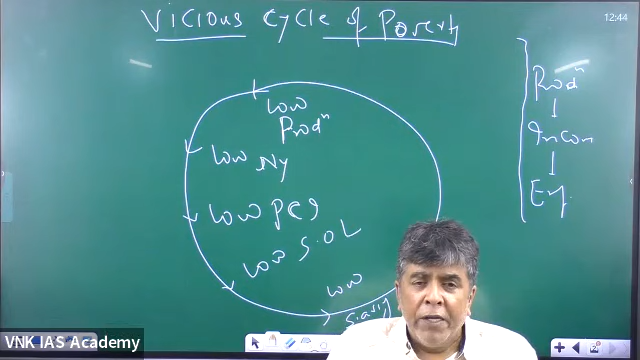 Vicious Cycle of Poverty
12:44
Low
Prodⁿ
Low Ny
Low PCI
Low S.O.L
Low
Prodⁿ
Incom
VNK IAS Academy